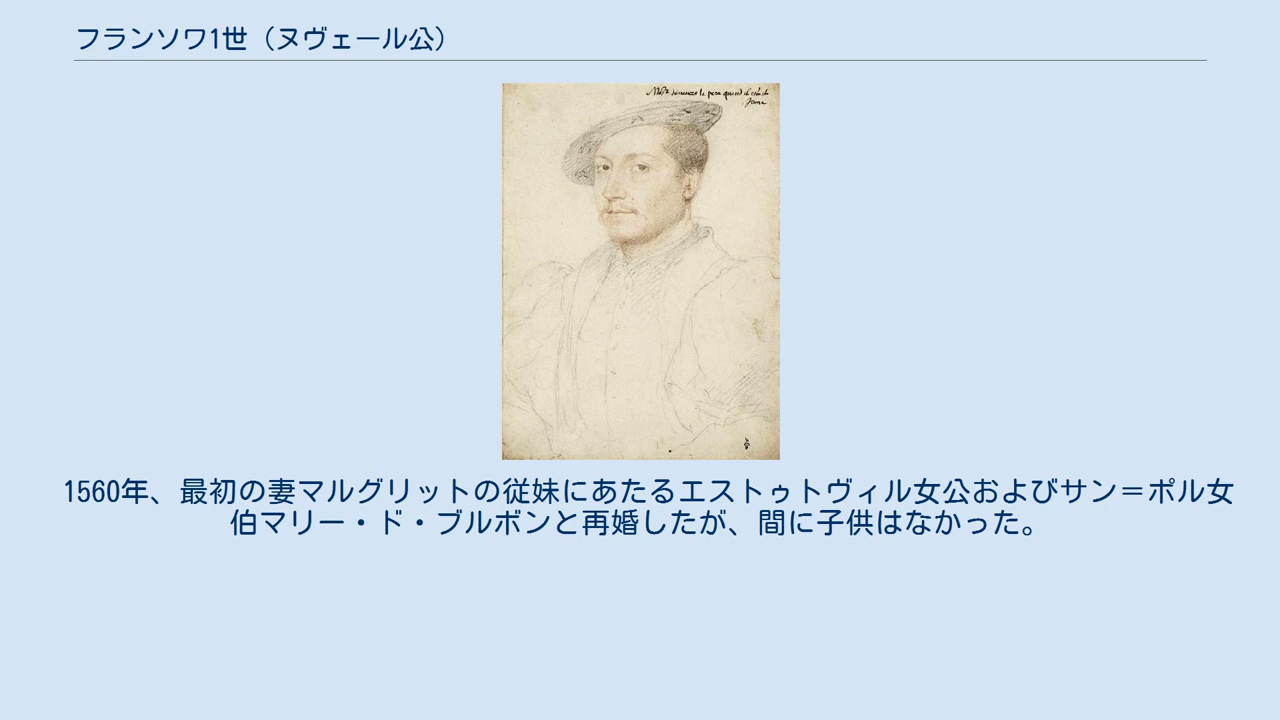 フランソワ1世（ヌヴェール公）
1560年、最初の妻マルグリットの従妹にあたるエストゥトヴィル女公およびサン＝ポル女
伯マリー・ド・ブルボンと再婚したが、間に子供はなかった。